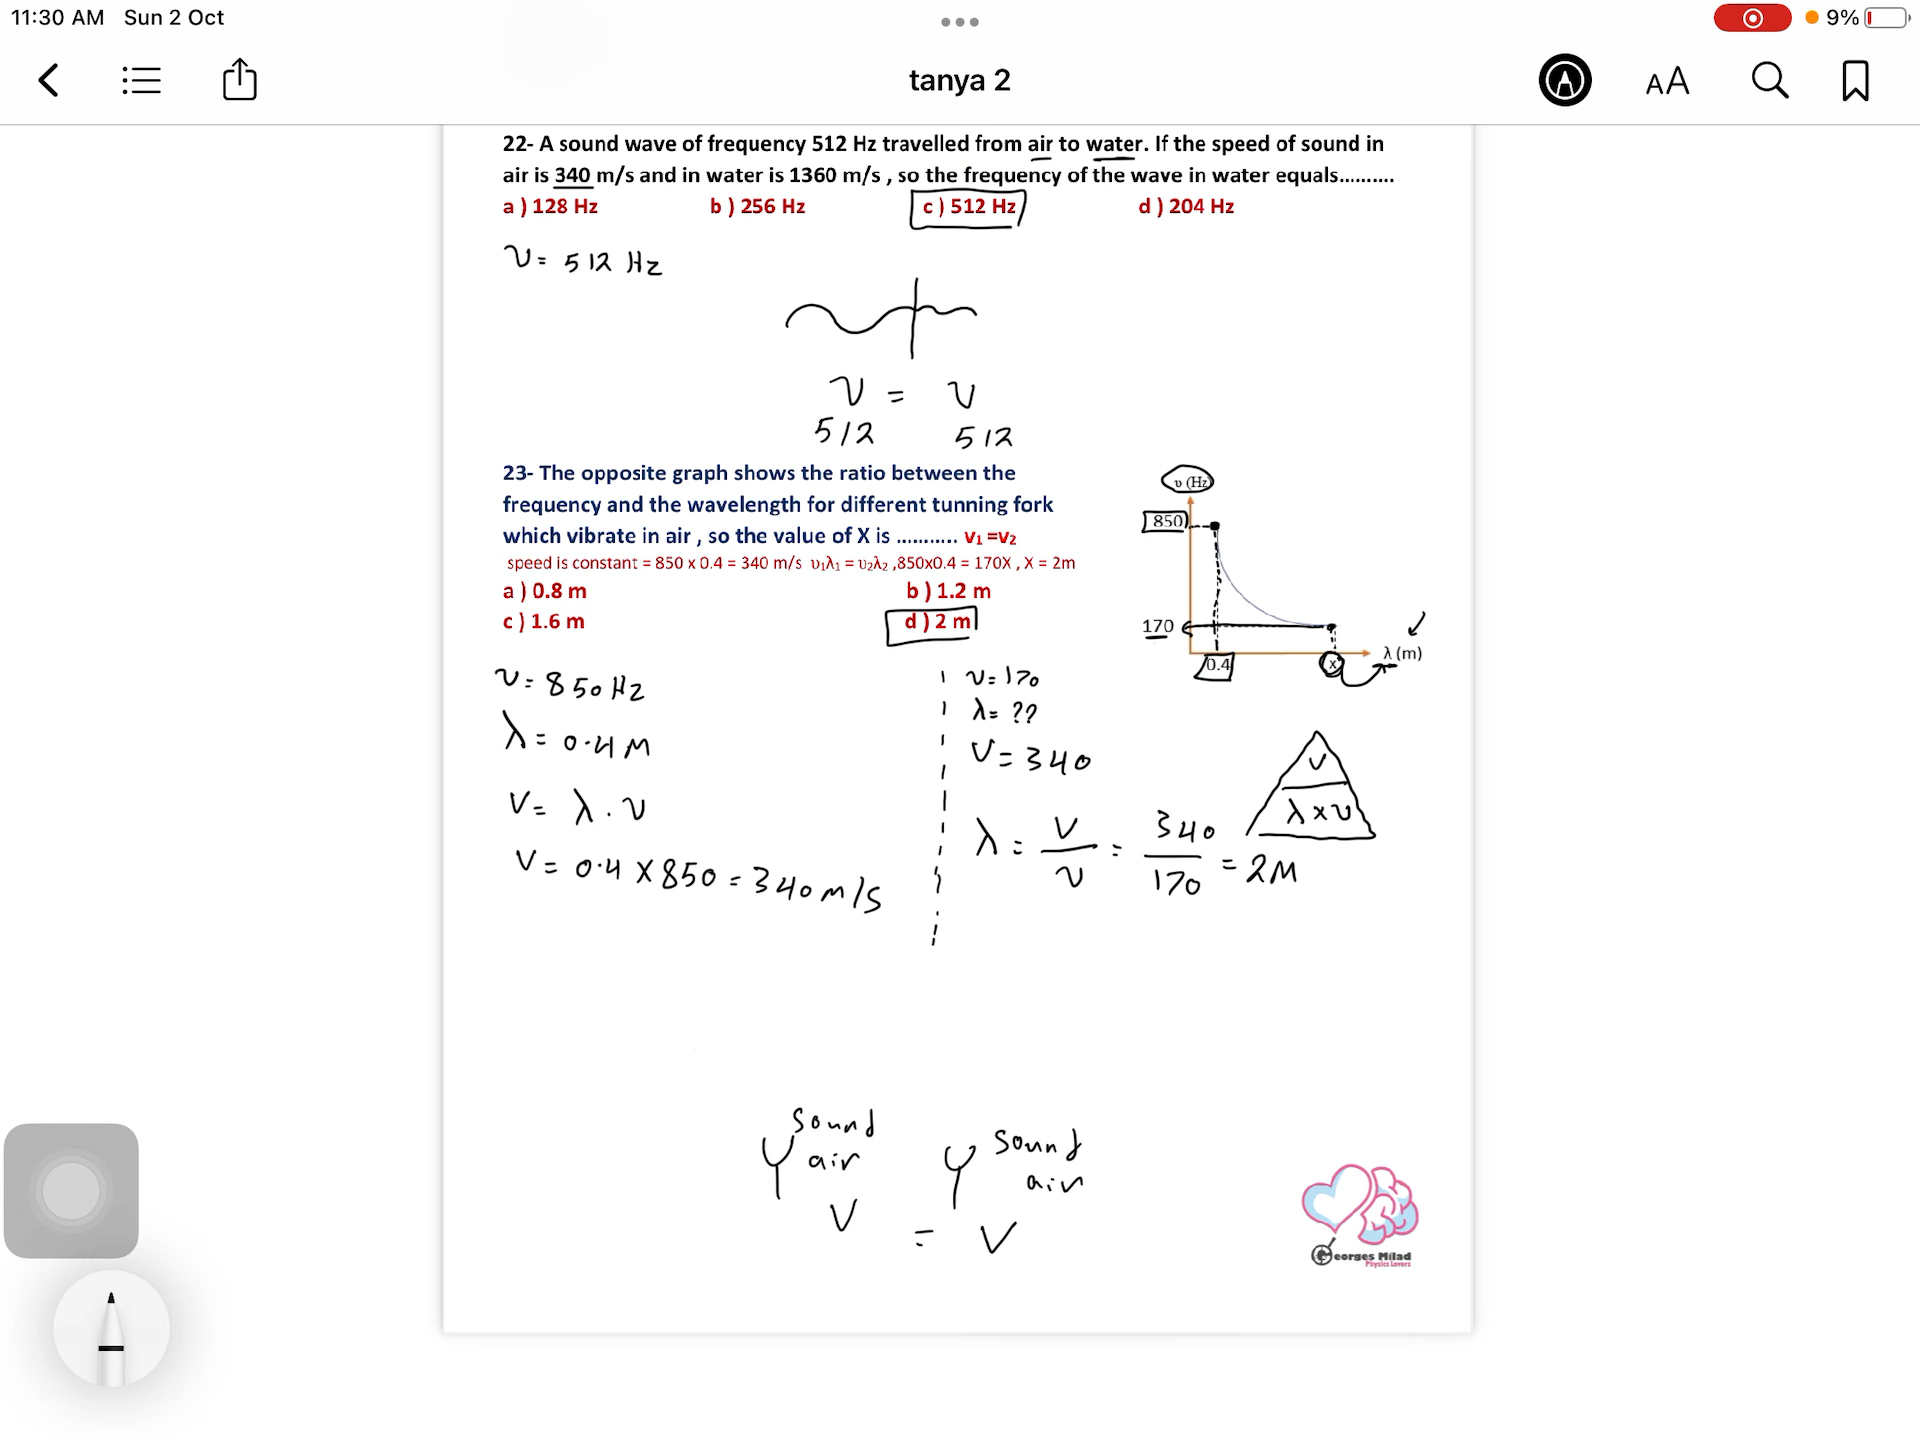 11:30 AM Sun 2 Oct
9%
tanya 2
AA
22- A sound wave of frequency 512 Hz travelled from air to water. If the speed of sound in
air is 340 m/s and in water is 1360 m/s , so the frequency of the wave in water equals..........
a ) 128 Hz b ) 256 Hz c ) 512 Hz d ) 204 Hz
υ = 512 Hz
υ = υ
512 512
23- The opposite graph shows the ratio between the
frequency and the wavelength for different tunning fork
which vibrate in air , so the value of X is ........... v₁ =v₂
speed is constant = 850 x 0.4 = 340 m/s υ₁λ₁ = υ₂λ₂ ,850x0.4 = 170X , X = 2m
a ) 0.8 m b ) 1.2 m
c ) 1.6 m d ) 2 m
υ (Hz)
850
170
0.4 x λ (m)
υ = 850 Hz
λ = 0.4 M
V = λ . υ
V = 0.4 X 850 = 340 m/s
υ = 170
λ = ??
V = 340
λ = V/υ = 340/170 = 2M
V
λ x υ
sound sound
air air
V = V
Georges Milad
Physics Lovers